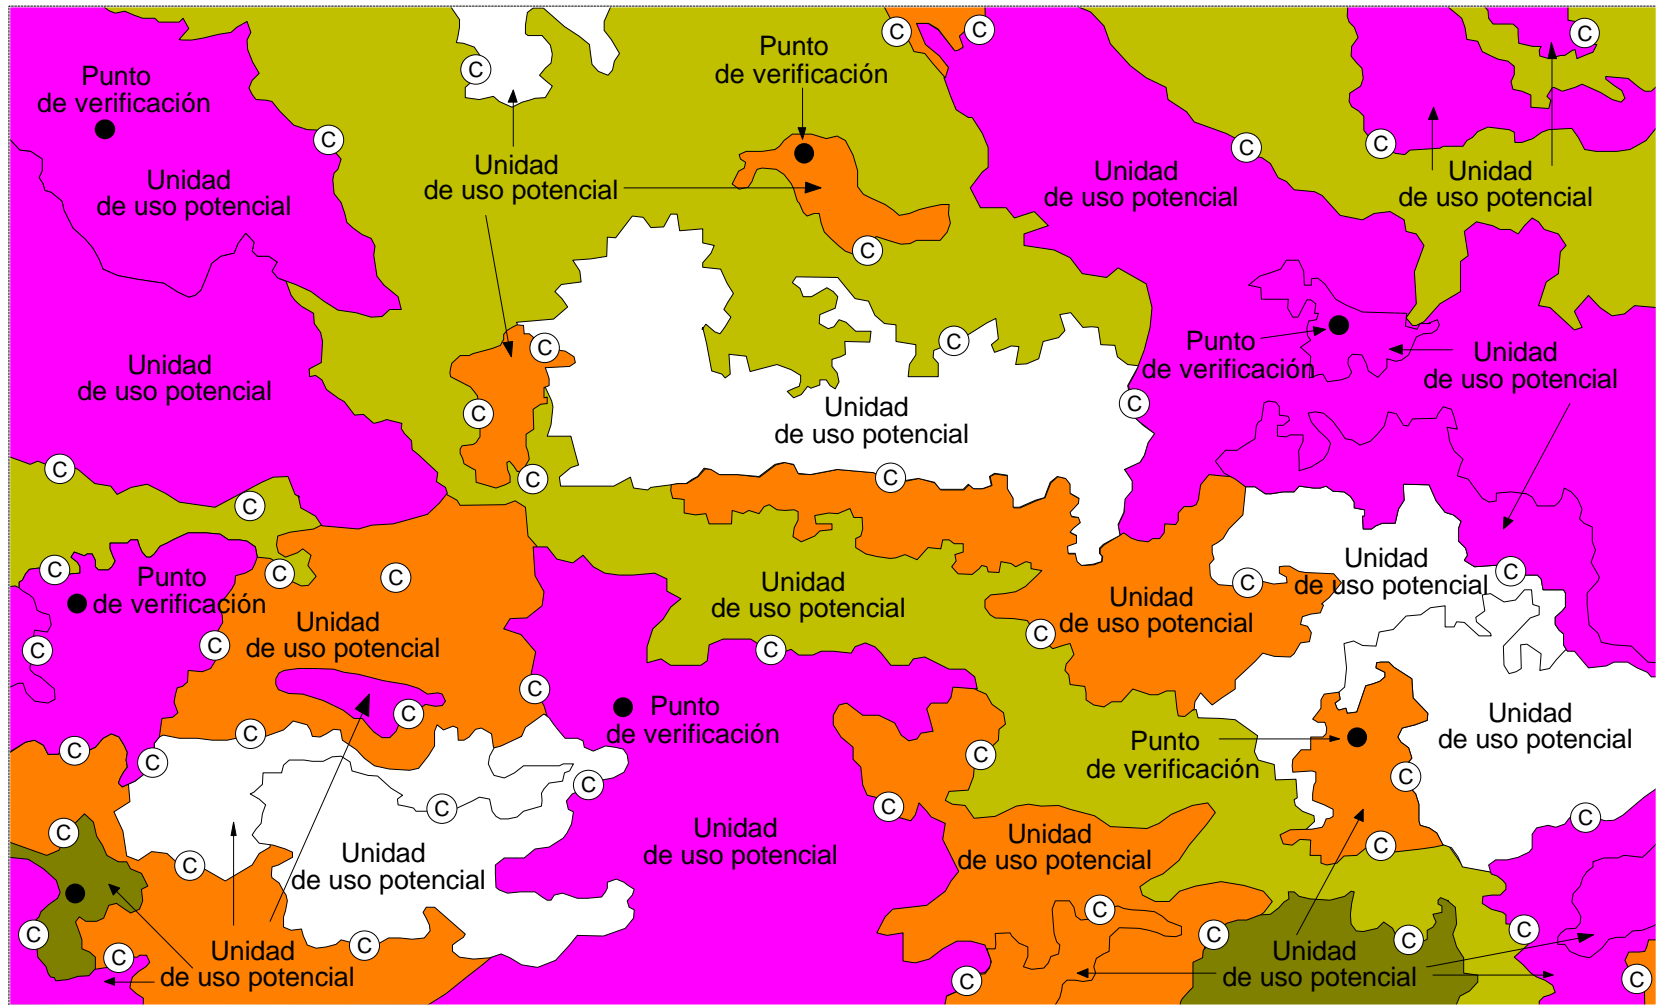 C
C
C
Punto
de verificación
C
Punto
de verificación
C
C
C
Unidad
de uso potencial
Unidad
de uso potencial
Unidad
de uso potencial
Unidad
de uso potencial
C
C
C
Punto
de verificación
Unidad
de uso potencial
Unidad
de uso potencial
C
C
Unidad
de uso potencial
C
C
C
C
C
Punto
de verificación
C
C
Unidad
de uso potencial
Unidad
de uso potencial
C
C
Unidad
de uso potencial
Unidad
de uso potencial
C
C
C
C
C
C
Punto
de verificación
Unidad
de uso potencial
C
C
C
Punto
de verificación
C
C
C
C
C
C
Unidad
de uso potencial
Unidad
de uso potencial
Unidad
de uso potencial
C
C
C
C
C
C
C
C
C
Unidad
de uso potencial
Unidad
de uso potencial
C
C
C